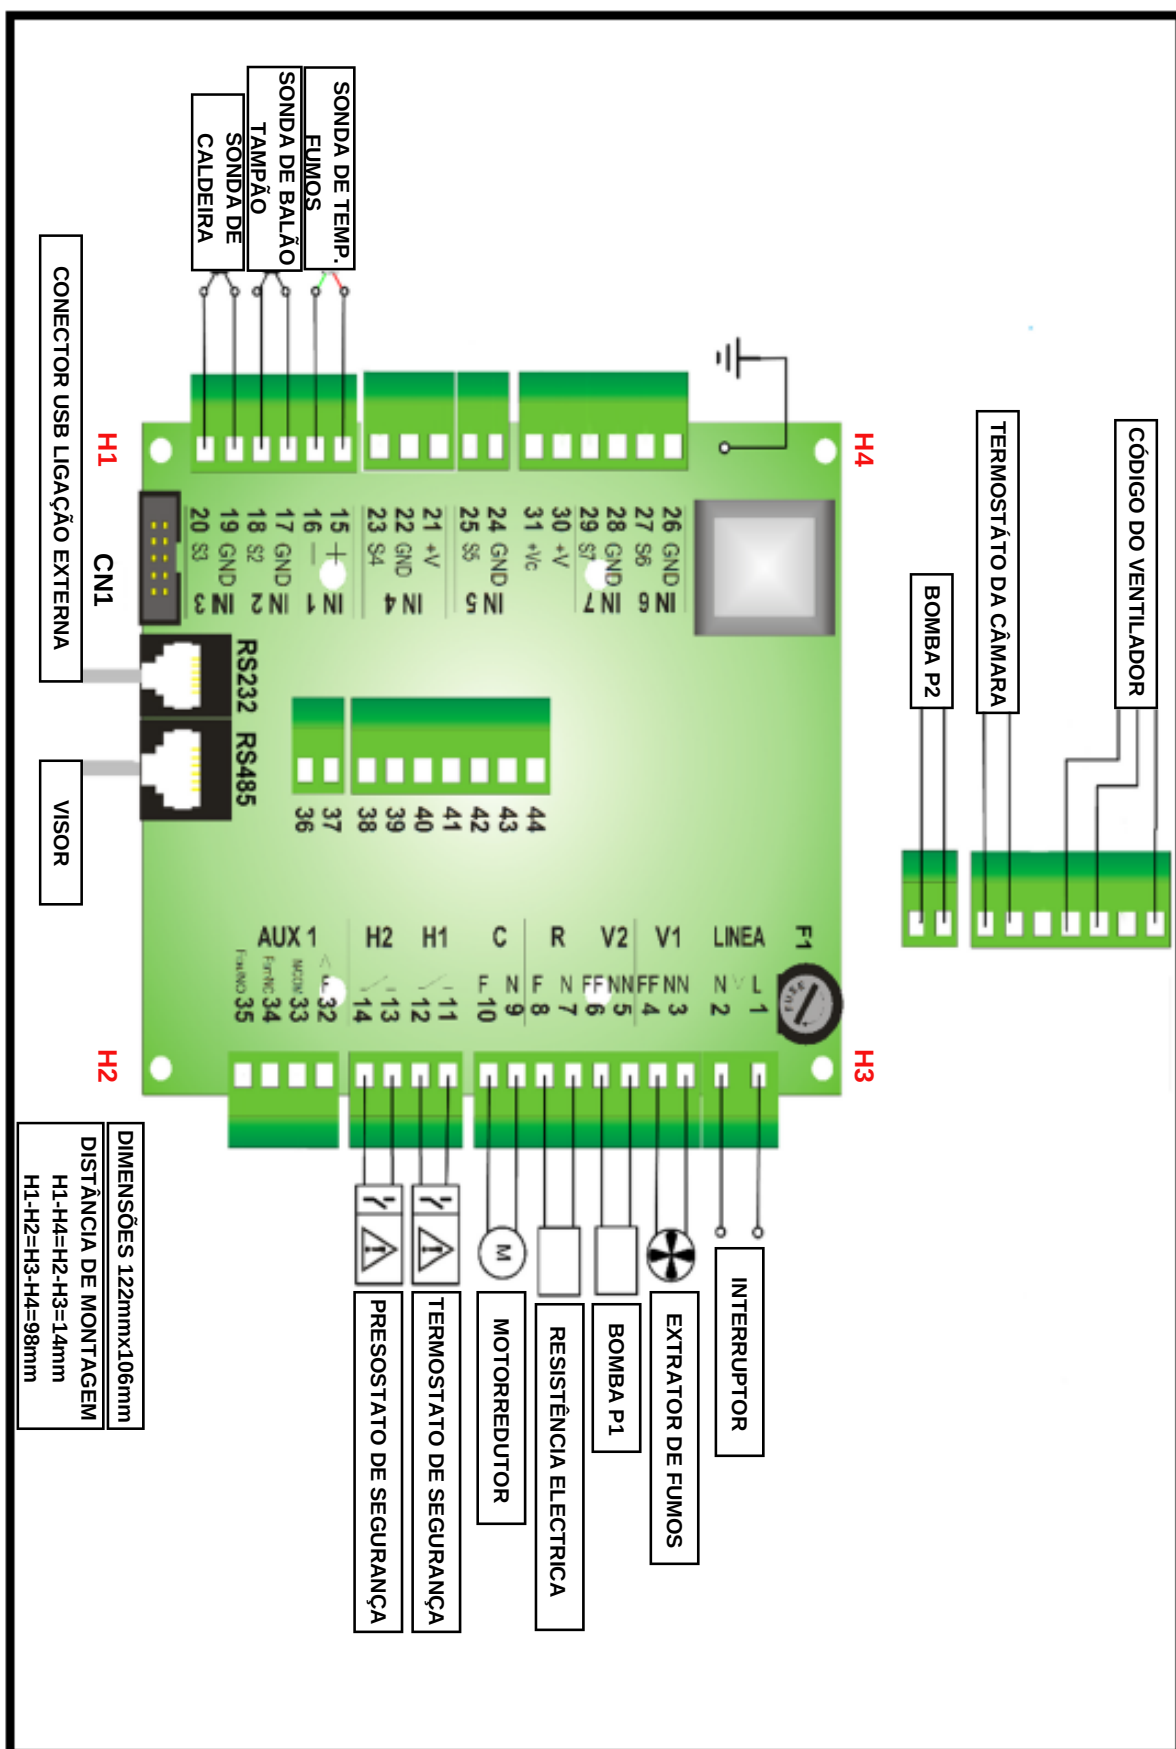 SONDA DE TEMP.
FUMOS
SONDA DE BALÃO
TAMPÃO
SONDA DE
CALDEIRA
CONECTOR USB LIGAÇÃO EXTERNA
VISOR
CÓDIGO DO VENTILADOR
TERMOSTÁTO DA CÂMARA
BOMBA P2
H4
H1
CN1
26 GND
27 S6
IN 6
28 GND
29 S7
IN 7
30 +V
31 +Vc
24 GND
25 S5
IN 5
21 +V
22 GND
23 S4
IN 4
15 +
16 —
IN 1
17 GND
18 S2
IN 2
19 GND
20 S3
IN 3
RS232
RS485
44
43
42
41
40
39
38
37
36
F1
FUSE
LINEA
V1
V2
R
C
H1
H2
AUX 1
L
N
NN
FF
NN
FF
N
F
N
F
F
1
2
3
4
5
6
7
8
9
10
11
12
13
14
32
33
34
35
H3
H2
INTERRUPTOR
EXTRATOR DE FUMOS
BOMBA P1
RESISTÊNCIA ELECTRICA
M
MOTORREDUTOR
TERMOSTATO DE SEGURANÇA
PRESOSTATO DE SEGURANÇA
DIMENSÕES 122mmx106mm
DISTÂNCIA DE MONTAGEM
H1-H4=H2-H3=14mm
H1-H2=H3-H4=98mm